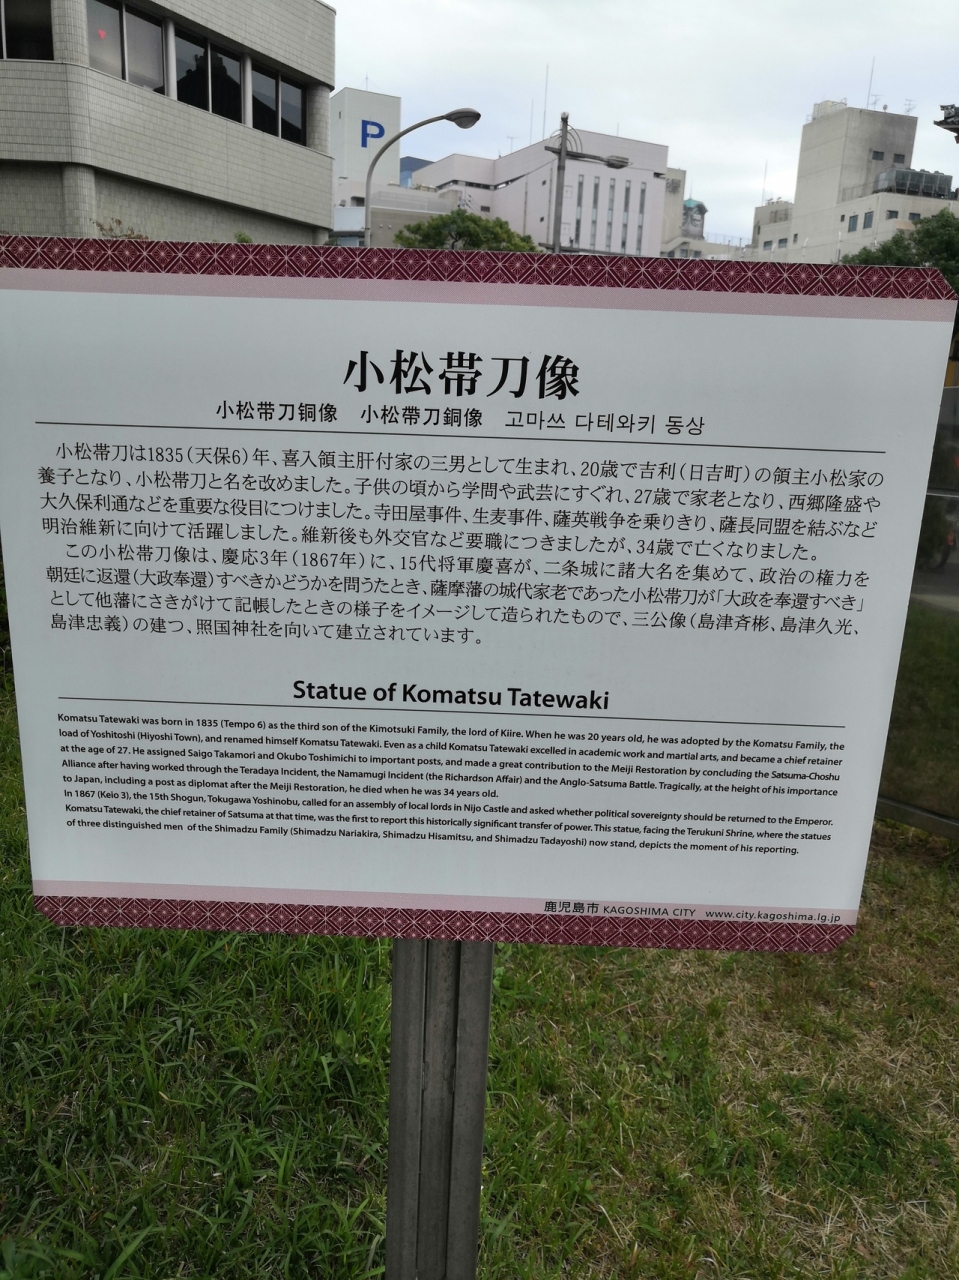 P
小松帯刀像
小松带刀铜像 小松帶刀銅像 고마쓰 다테와키 동상
小松帯刀は1835(天保6)年、喜入領主肝付家の三男として生まれ、20歳で吉利(日吉町)の領主小松家の
養子となり、小松帯刀と名を改めました。子供の頃から学問や武芸にすぐれ、27歳で家老となり、西郷隆盛や
大久保利通などを重要な役目につけました。寺田屋事件、生麦事件、薩英戦争を乗りきり、薩長同盟を結ぶなど
明治維新に向けて活躍しました。維新後も外交官など要職につきましたが、34歳で亡くなりました。
この小松帯刀像は、慶応3年(1867年)に、15代将軍慶喜が、二条城に諸大名を集めて、政治の権力を
朝廷に返還(大政奉還)すべきかどうかを問うたとき、薩摩藩の城代家老であった小松帯刀が「大政を奉還すべき」
として他藩にさきがけて記帳したときの様子をイメージして造られたもので、三公像(島津斉彬、島津久光、
島津忠義)の建つ、照国神社を向いて建立されています。
Statue of Komatsu Tatewaki
Komatsu Tatewaki was born in 1835 (Tempo 6) as the third son of the Kimotsuki Family, the lord of Kiire. When he was 20 years old, he was adopted by the Komatsu Family, the
load of Yoshitoshi (Hiyoshi Town), and renamed himself Komatsu Tatewaki. Even as a child Komatsu Tatewaki excelled in academic work and martial arts, and became a chief retainer
at the age of 27. He assigned Saigo Takamori and Okubo Toshimichi to important posts, and made a great contribution to the Meiji Restoration by concluding the Satsuma-Choshu
Alliance after having worked through the Teradaya Incident, the Namamugi Incident (the Richardson Affair) and the Anglo-Satsuma Battle. Tragically, at the height of his importance
to Japan, including a post as diplomat after the Meiji Restoration, he died when he was 34 years old.
In 1867 (Keio 3), the 15th Shogun, Tokugawa Yoshinobu, called for an assembly of local lords in Nijo Castle and asked whether political sovereignty should be returned to the Emperor.
Komatsu Tatewaki, the chief retainer of Satsuma at that time, was the first to report this historically significant transfer of power. This statue, facing the Terukuni Shrine, where the statues
of three distinguished men of the Shimadzu Family (Shimadzu Nariakira, Shimadzu Hisamitsu, and Shimadzu Tadayoshi) now stand, depicts the moment of his reporting.
鹿児島市 KAGOSHIMA CITY www.city.kagoshima.lg.jp